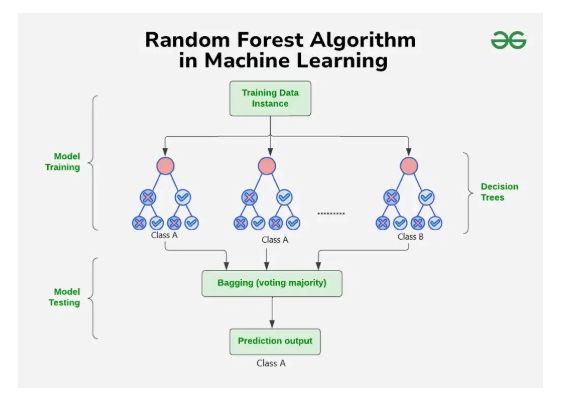 Random Forest Algorithm
in Machine Learning
Training Data
Instance
Model
Training
Decision
Trees
.........
Class A
Class A
Class B
Bagging (voting majority)
Model
Testing
Prediction output
Class A